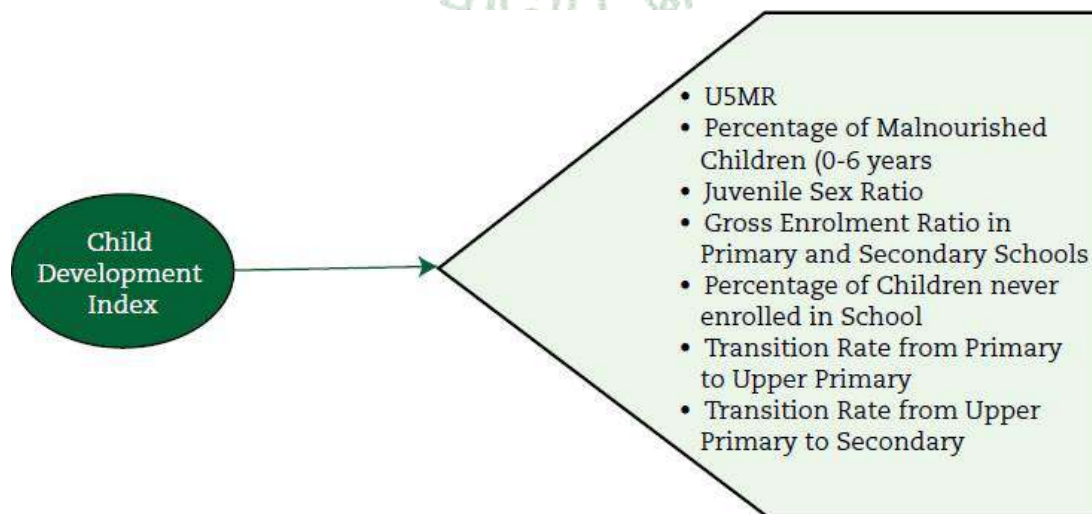 Child
Development
Index
• U5MR
• Percentage of Malnourished
Children (0-6 years
• Juvenile Sex Ratio
• Gross Enrolment Ratio in
Primary and Secondary Schools
• Percentage of Children never
enrolled in School
• Transition Rate from Primary
to Upper Primary
• Transition Rate from Upper
Primary to Secondary